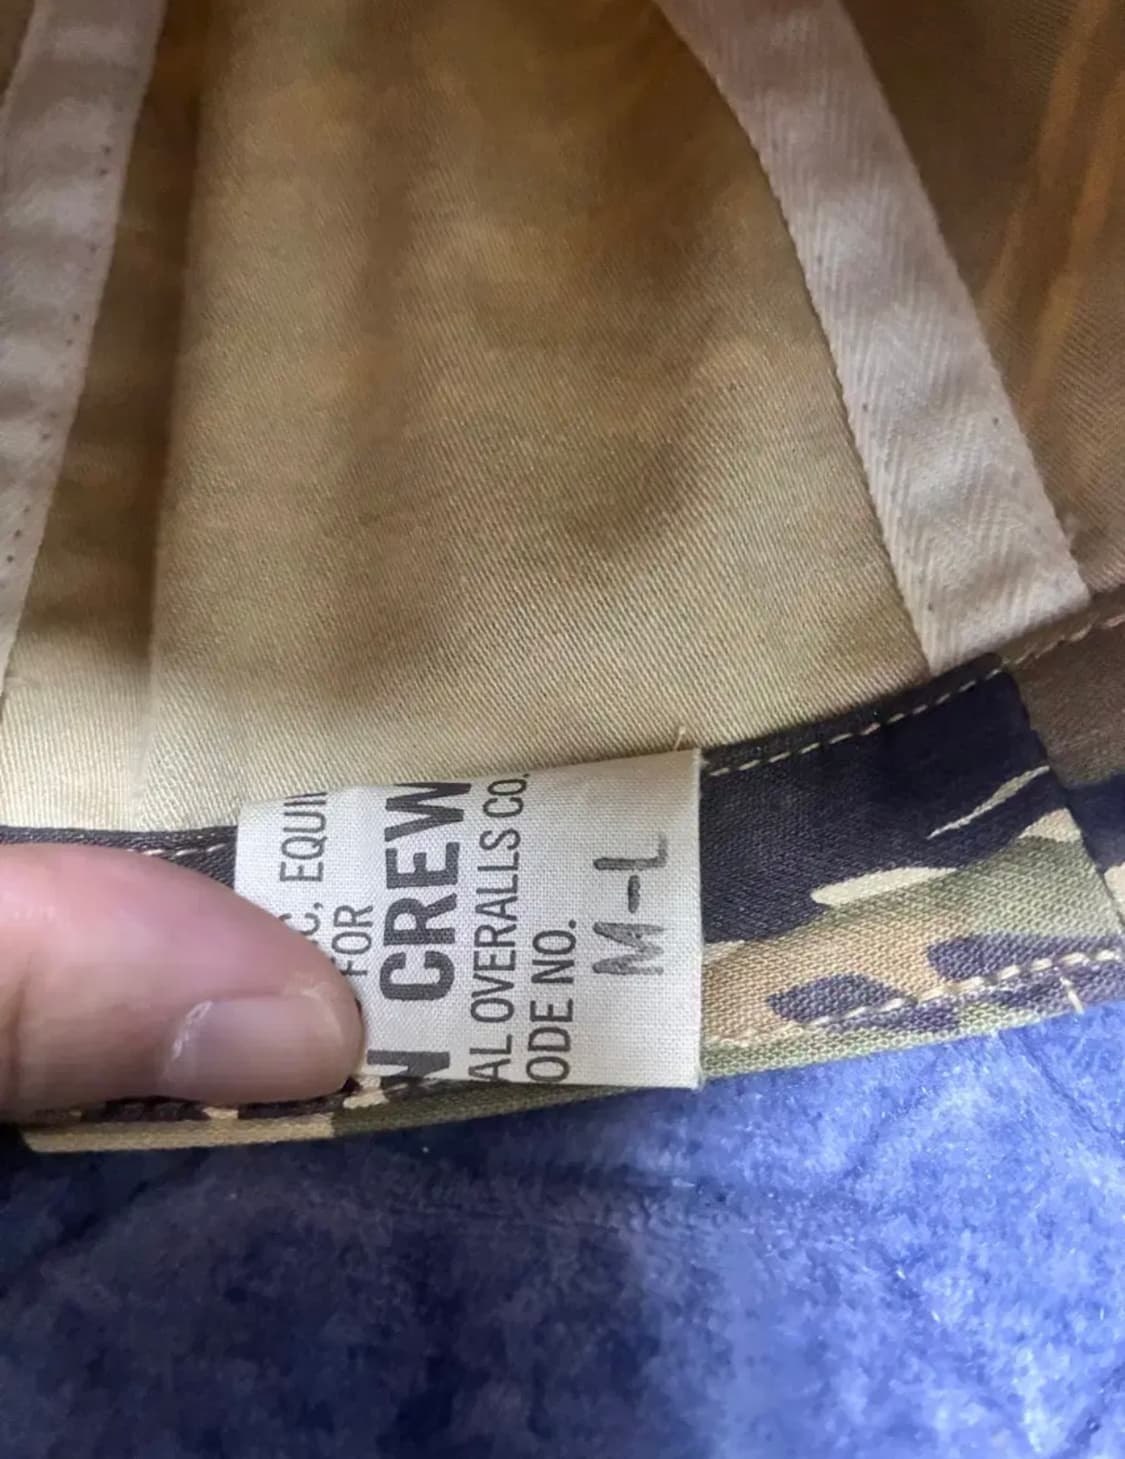 EQUI
FOR
CREW
AL OVERALLS CO.
ODE NO.
M-L